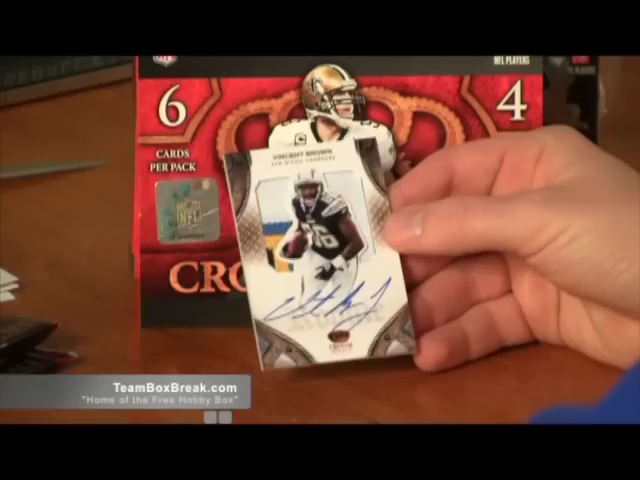 NFL PLAYERS
6
CARDS
PER PACK
4
NFL
VINCENT BROWN
SAN DIEGO CHARGERS
CRO
TeamBoxBreak.com
"Home of the Free Hobby Box"